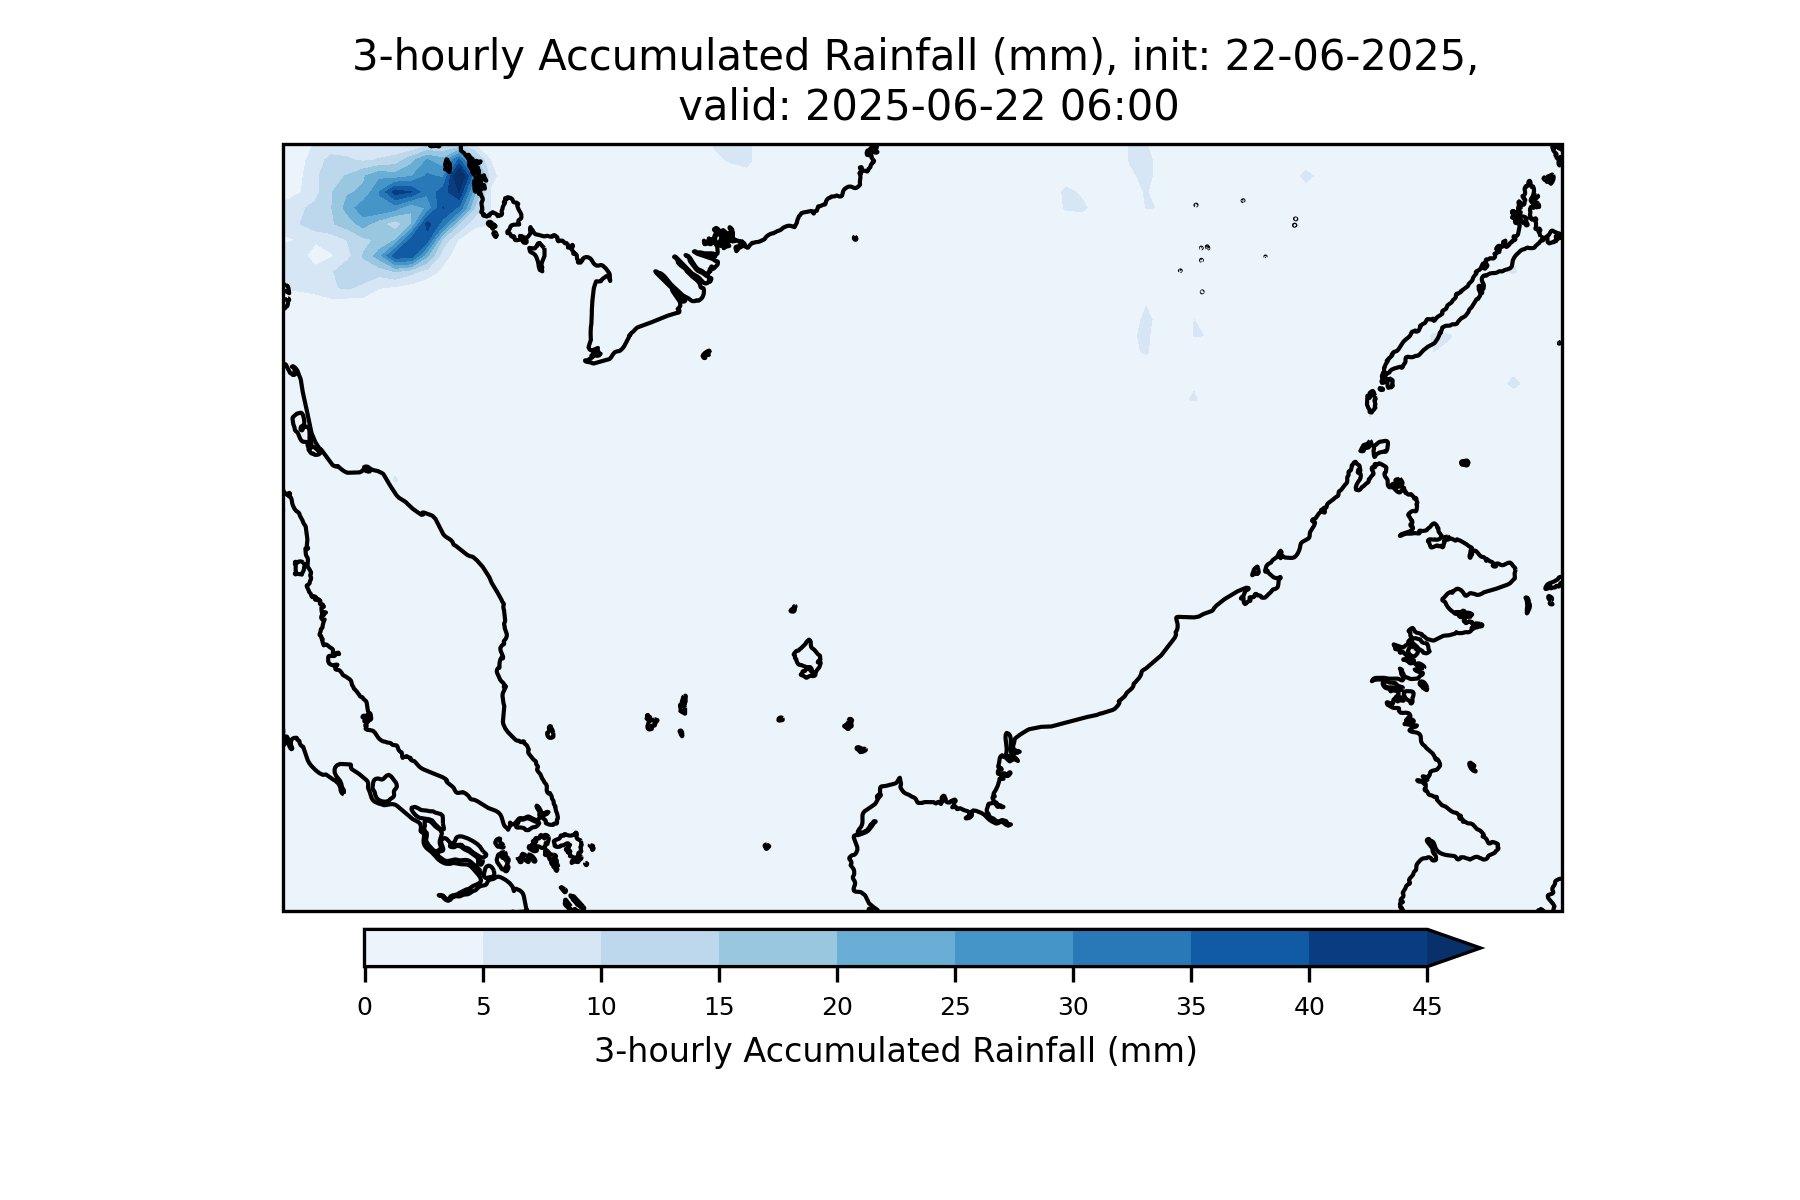 3-hourly Accumulated Rainfall (mm), init: 22-06-2025,
valid: 2025-06-22 06:00
0 5 10 15 20 25 30 35 40 45
3-hourly Accumulated Rainfall (mm)